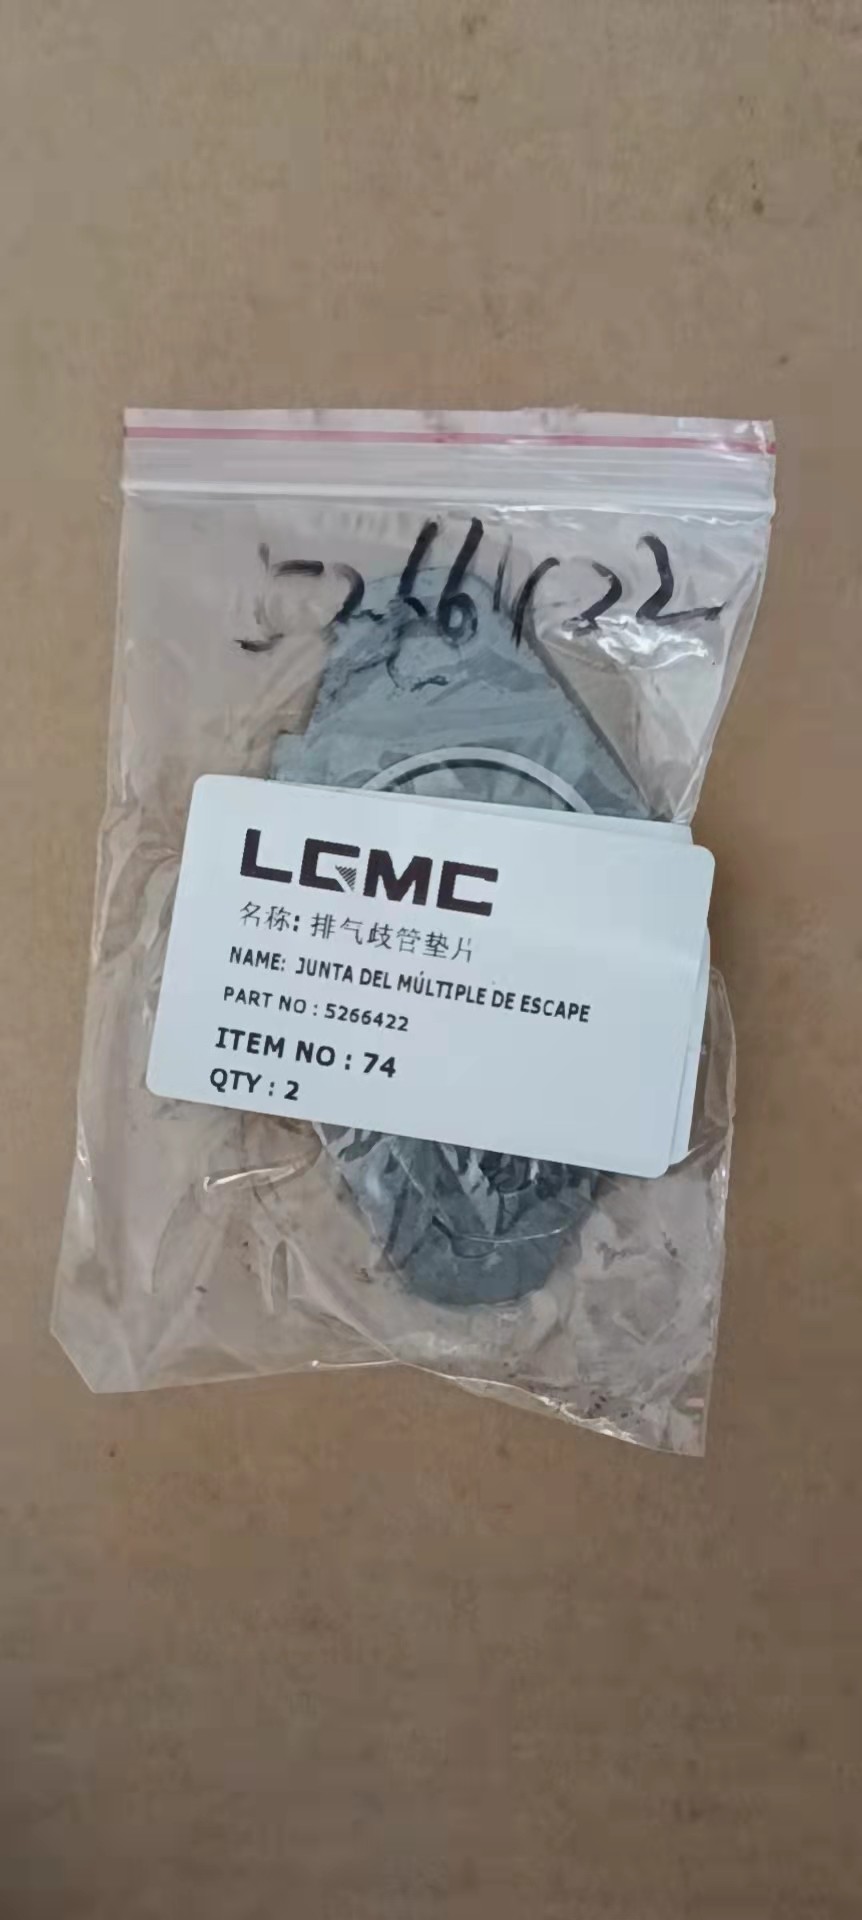 5266422
LGMC
名称: 排气歧管垫片
NAME: JUNTA DEL MÚLTIPLE DE ESCAPE
PART NO : 5266422
ITEM NO : 74
QTY : 2